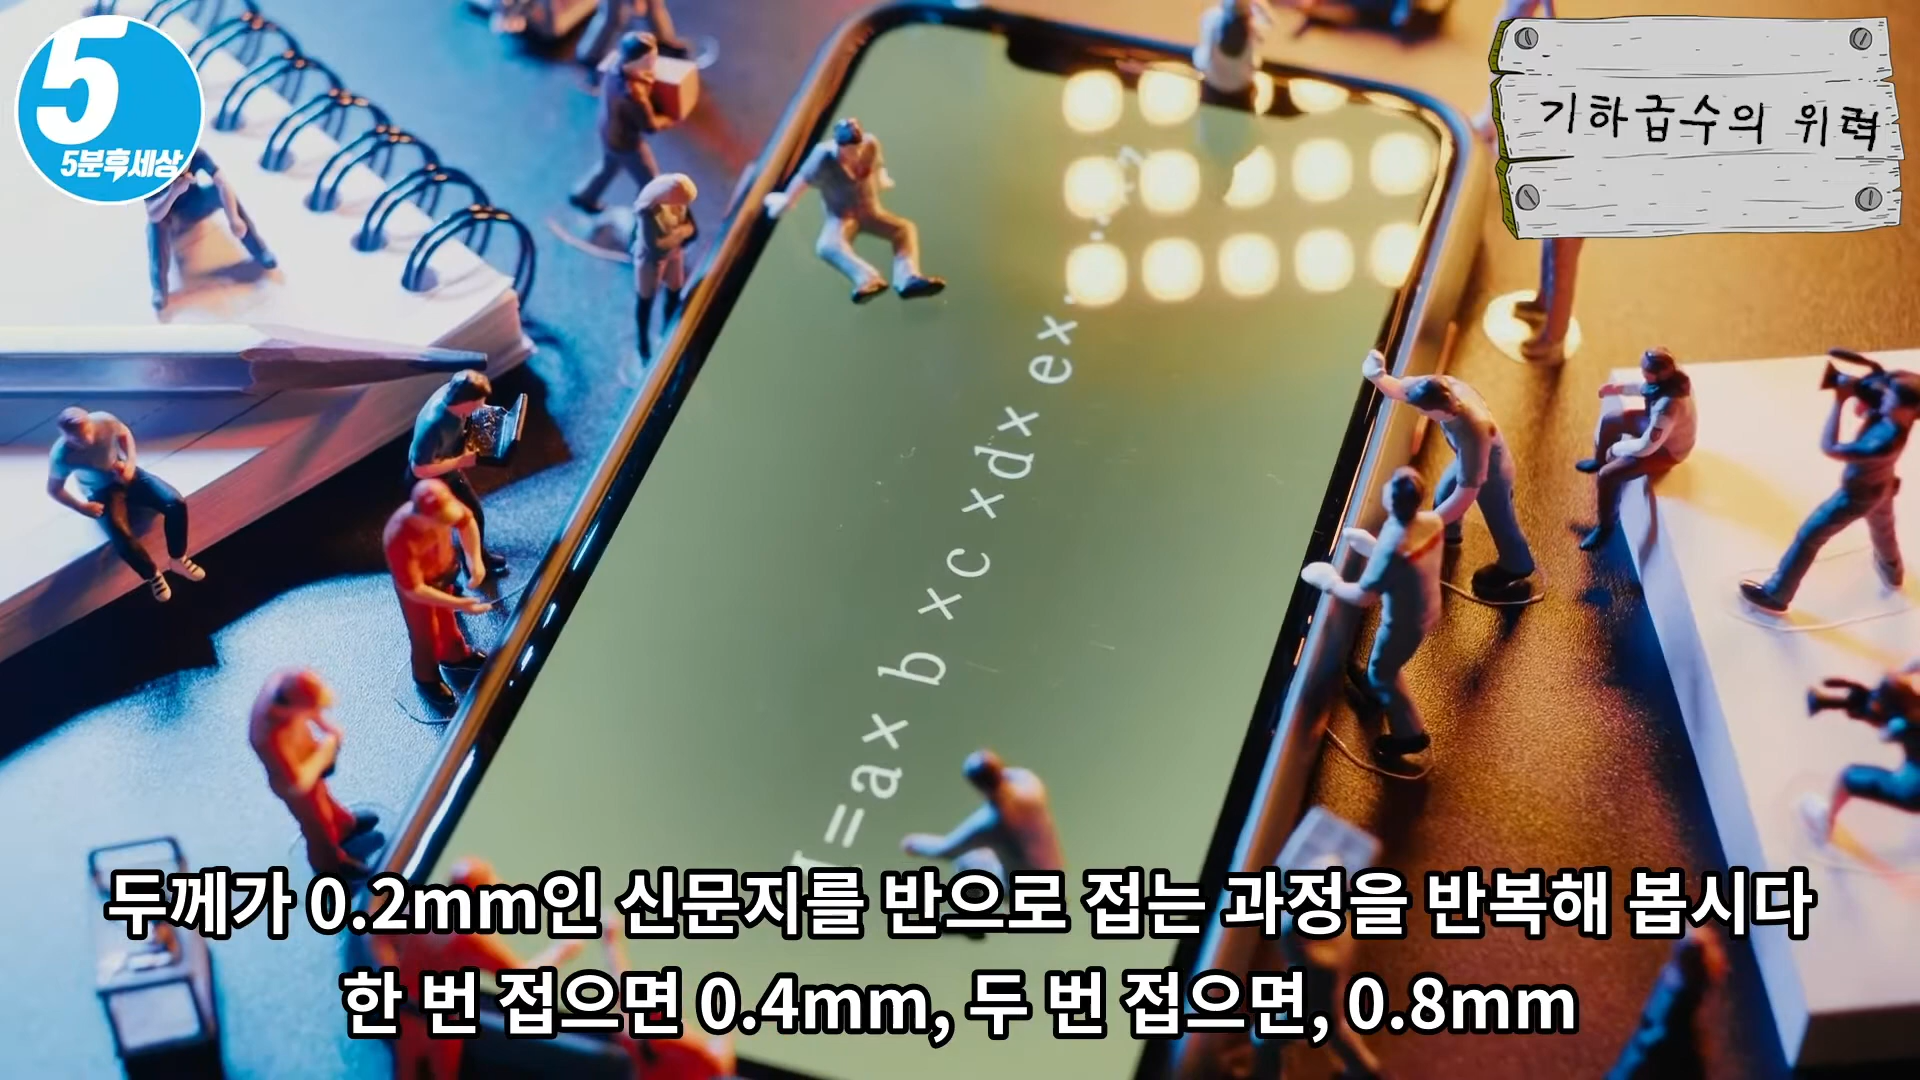 5
5분후세상
기하급수의 위력
=a x b x c x d x e x
두께가 0.2mm인 신문지를 반으로 접는 과정을 반복해 봅시다
한 번 접으면 0.4mm, 두 번 접으면, 0.8mm